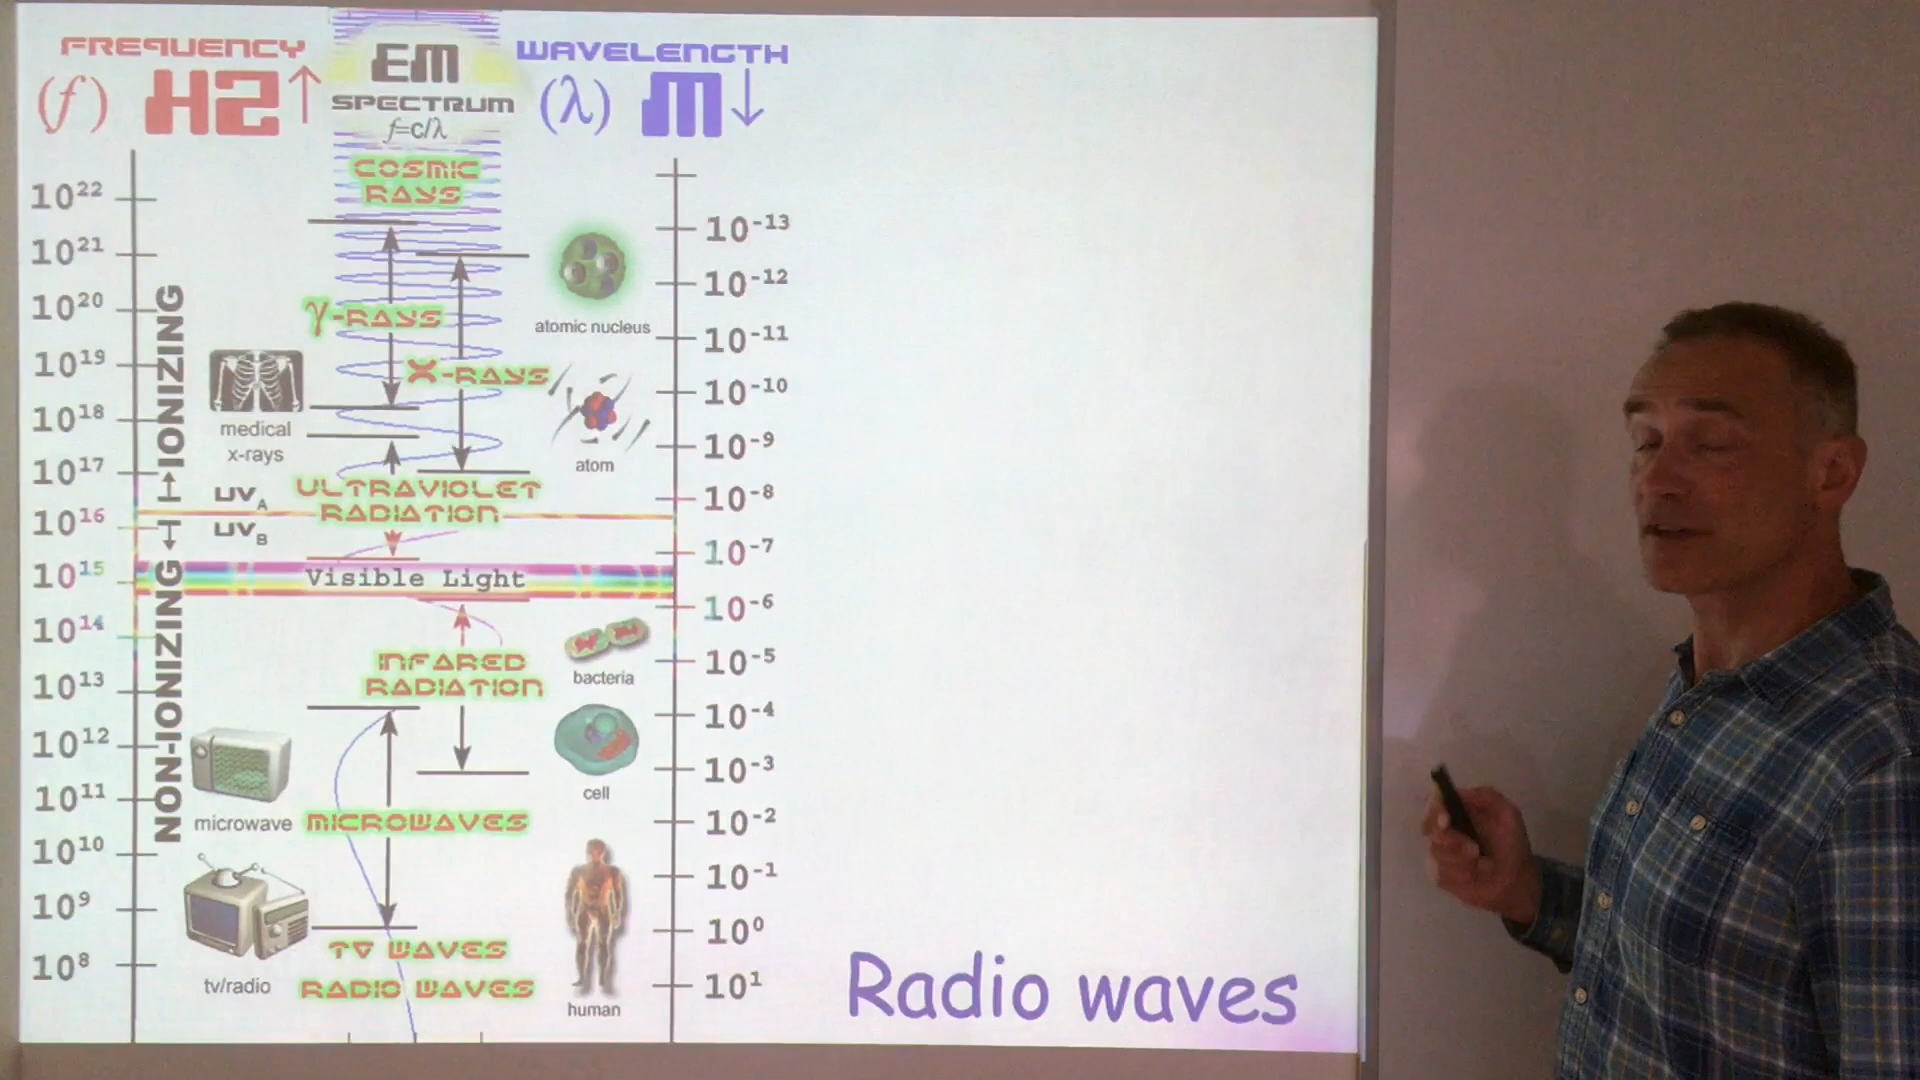 FREQUENCY
(f) HZ↑
EM
SPECTRUM
f=c/λ
WAVELENGTH
(λ) M↓
COSMIC
RAYS
10²²
10²¹
10²⁰
10¹⁹
10¹⁸
10¹⁷
10¹⁶
10¹⁵
10¹⁴
10¹³
10¹²
10¹¹
10¹⁰
10⁹
10⁸
IONIZING
NON-IONIZING
γ-RAYS
X-RAYS
medical
x-rays
UVA
UVB
ULTRAVIOLET
RADIATION
Visible Light
INFARED
RADIATION
microwave
MICROWAVES
tv/radio
TV WAVES
RADIO WAVES
atomic nucleus
atom
bacteria
cell
human
10⁻¹³
10⁻¹²
10⁻¹¹
10⁻¹⁰
10⁻⁹
10⁻⁸
10⁻⁷
10⁻⁶
10⁻⁵
10⁻⁴
10⁻³
10⁻²
10⁻¹
10⁰
10¹
Radio waves